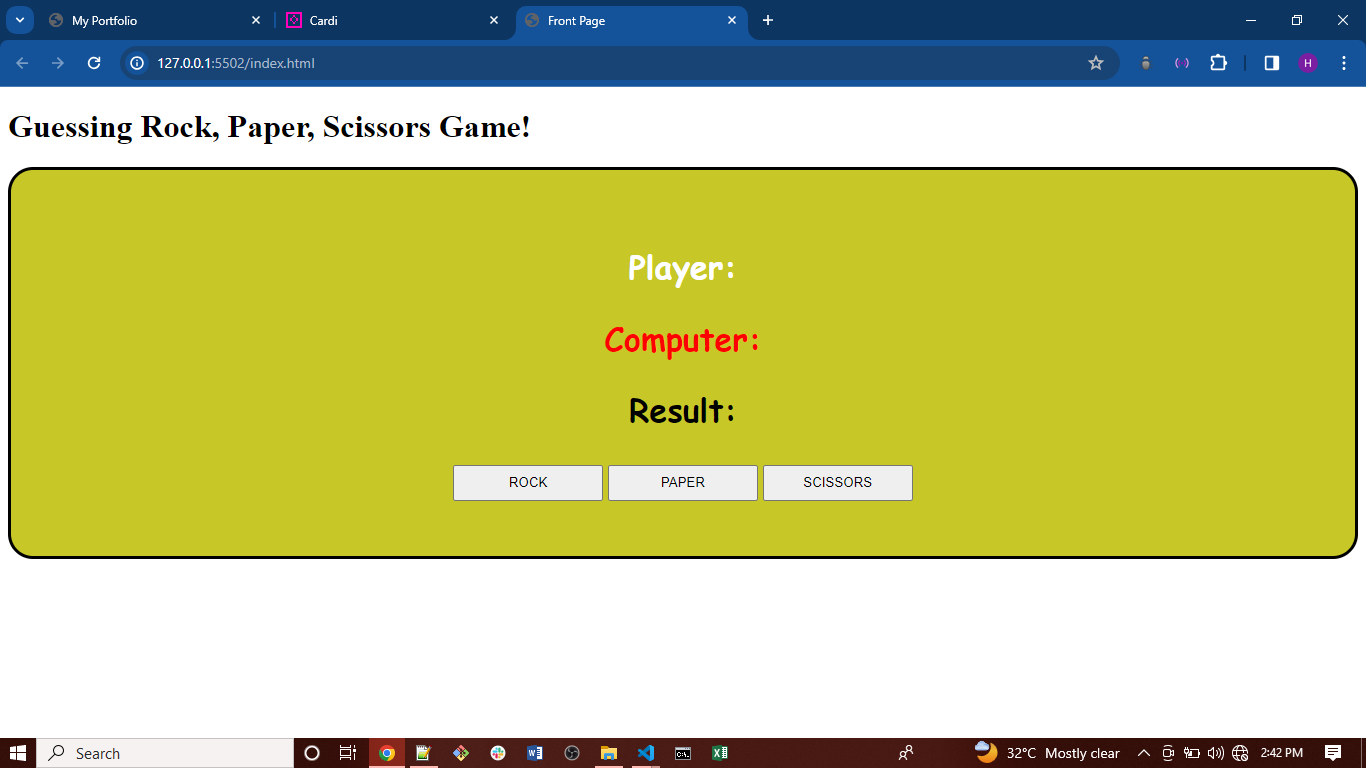 My Portfolio
Cardi
Front Page
127.0.0.1:5502/index.html
H
Guessing Rock, Paper, Scissors Game!
Player:
Computer:
Result:
ROCK PAPER SCISSORS
Search
32°C Mostly clear
2:42 PM